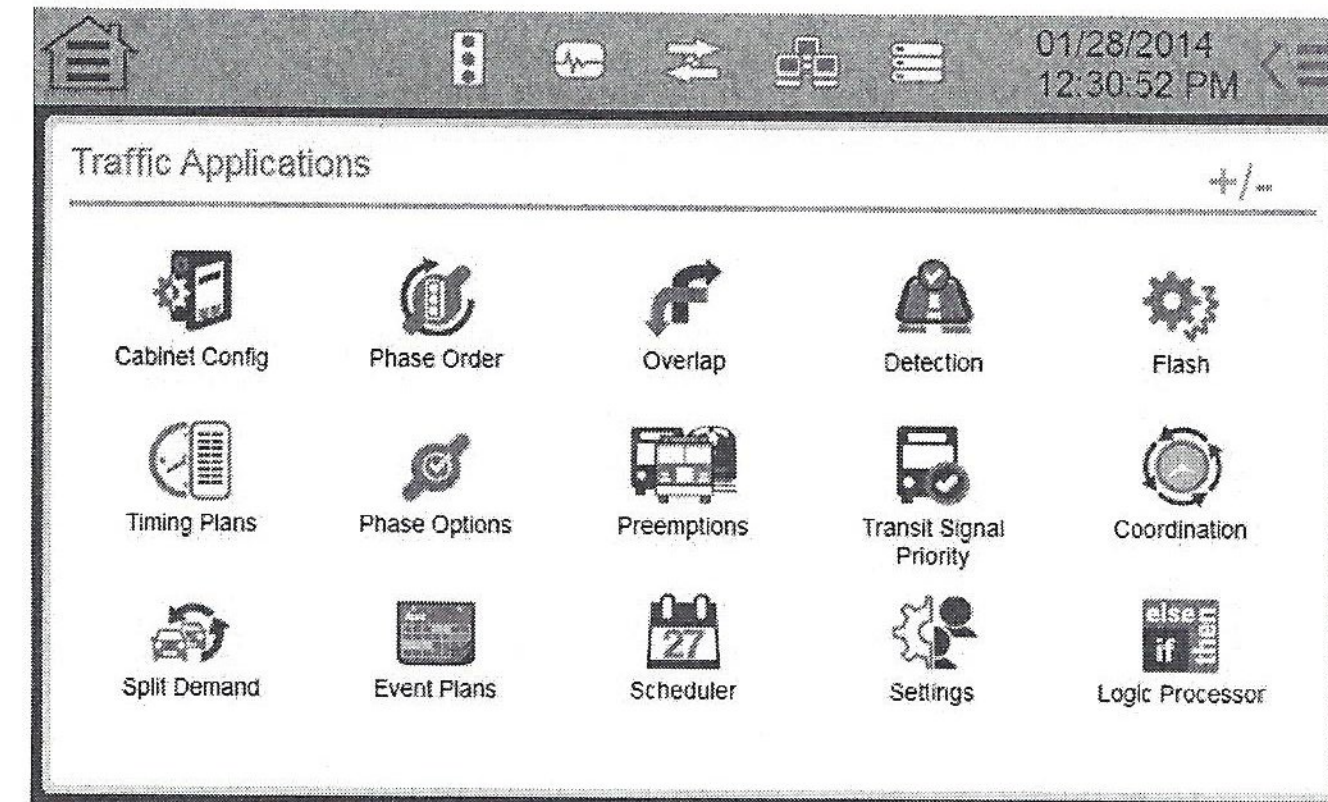 01/28/2014
12:30:52 PM
Traffic Applications
+/-
Cabinet Config
Phase Order
Overlap
Detection
Flash
Timing Plans
Phase Options
Preemptions
Transit Signal
Priority
Coordination
27
Split Demand
Event Plans
Scheduler
Settings
else
if
then
Logic Processor